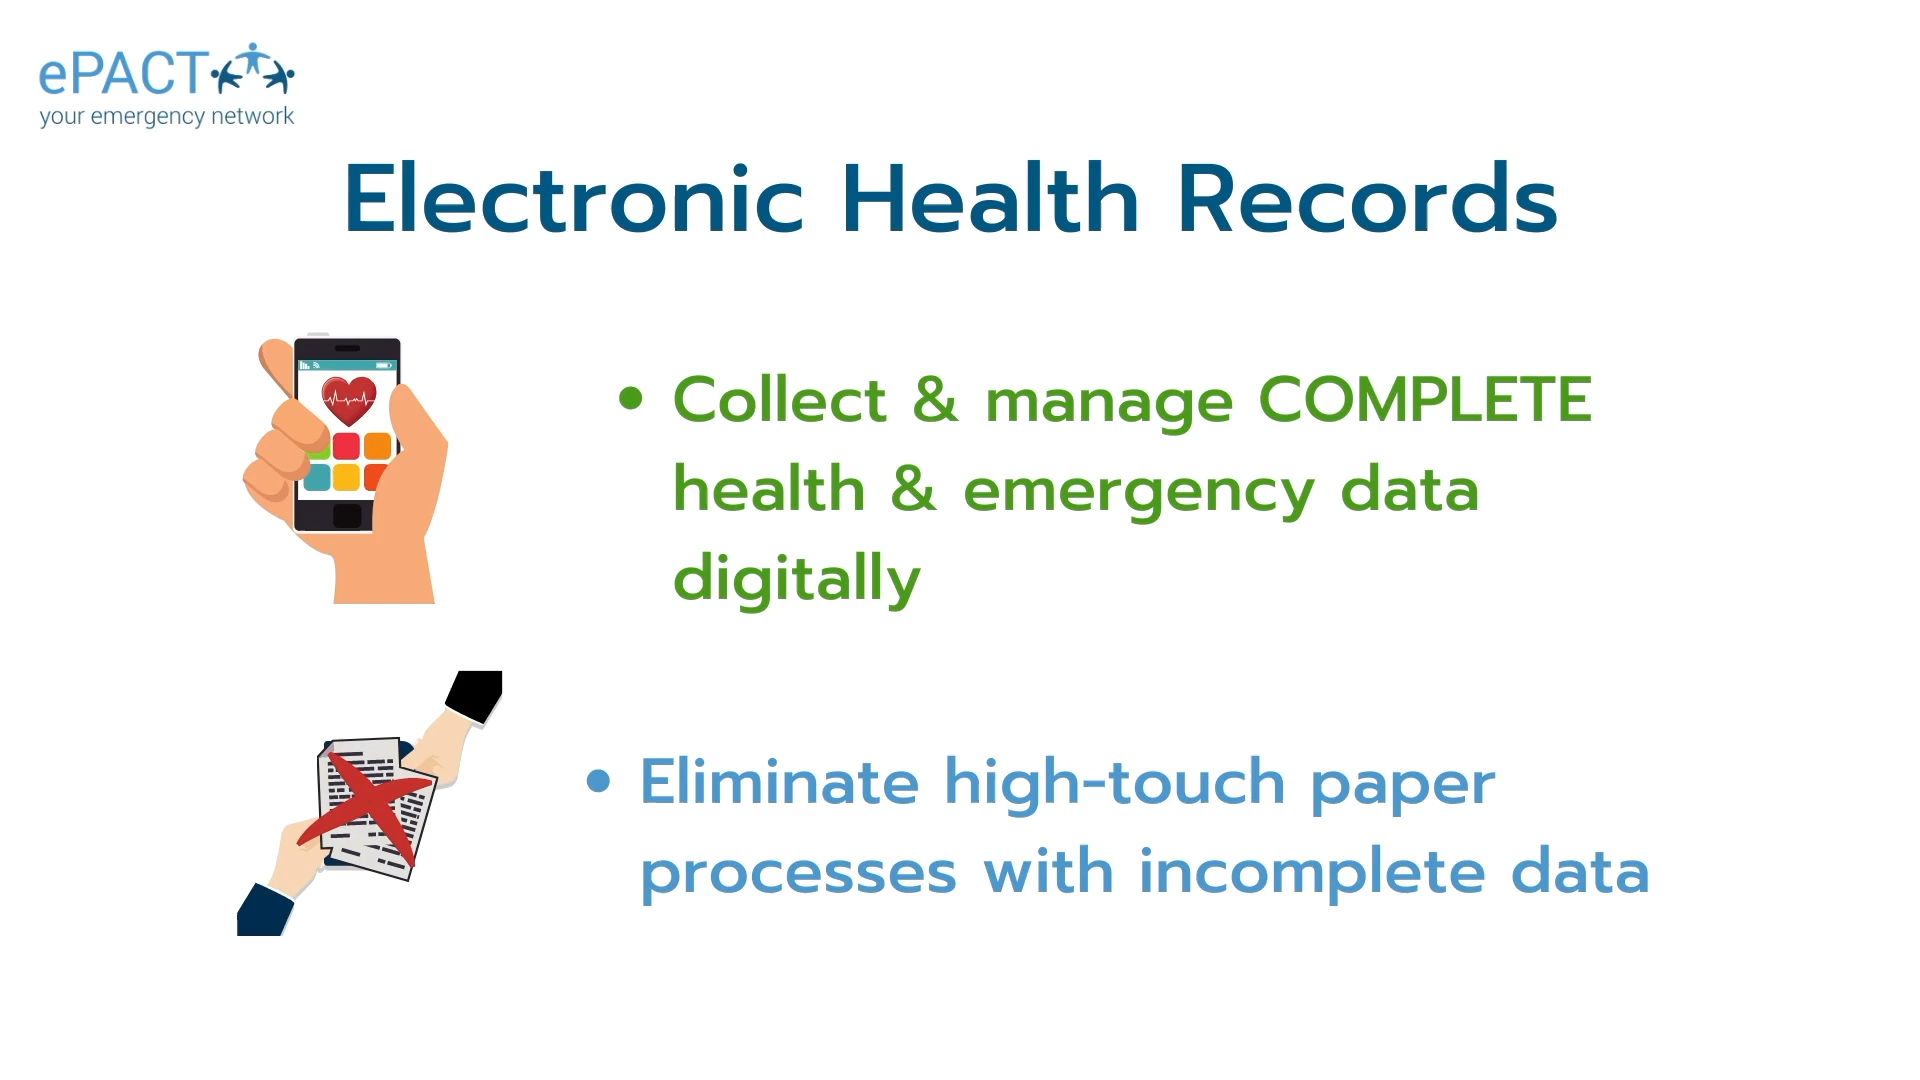 ePACT
your emergency network
Electronic Health Records
• Collect & manage COMPLETE
health & emergency data
digitally
• Eliminate high-touch paper
processes with incomplete data